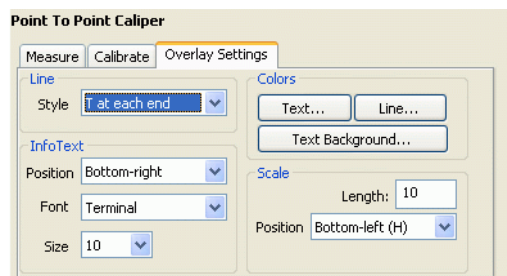 Point To Point Caliper
Measure Calibrate Overlay Settings
Line
Style T at each end
InfoText
Position Bottom-right
Font Terminal
Size 10
Colors
Text... Line...
Text Background...
Scale
Length: 10
Position Bottom-left (H)